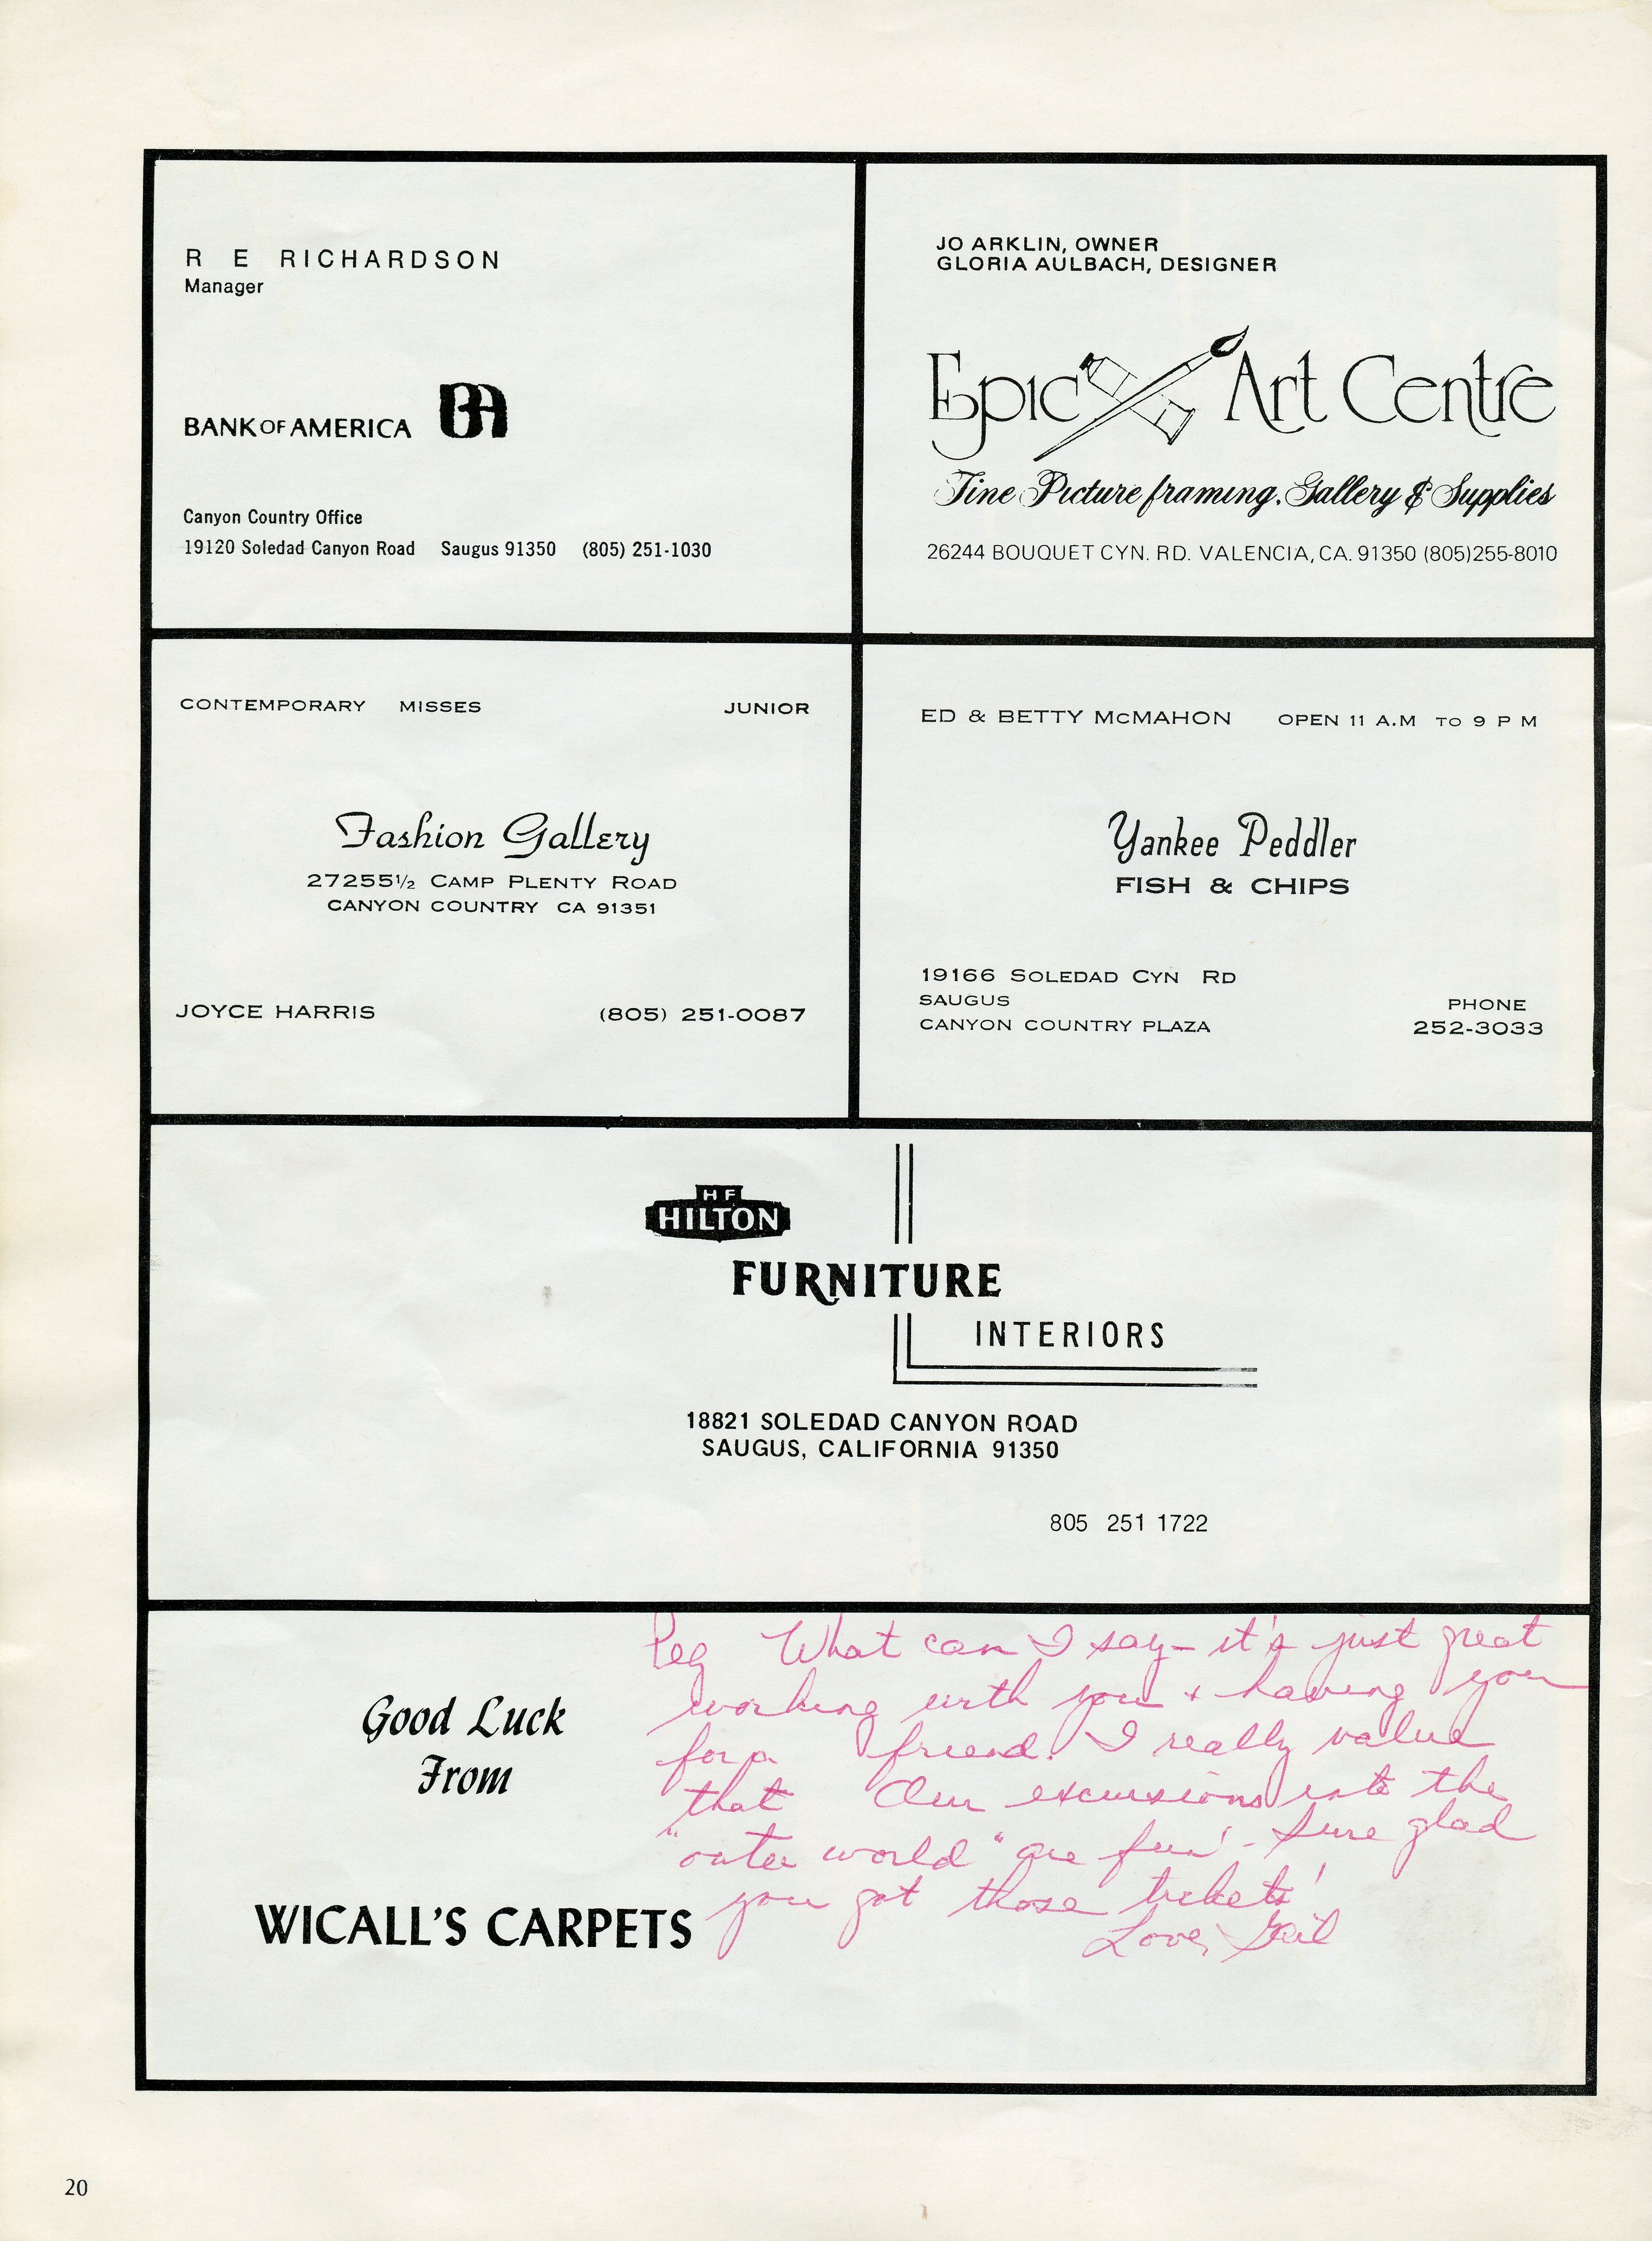 R E RICHARDSON
Manager
BANK OF AMERICA BA
Canyon Country Office
19120 Soledad Canyon Road Saugus 91350 (805) 251-1030
JO ARKLIN, OWNER
GLORIA AULBACH, DESIGNER
Epic Art Centre
Fine Picture framing, Gallery & Supplies
26244 BOUQUET CYN. RD. VALENCIA, CA. 91350 (805)255-8010
CONTEMPORARY MISSES JUNIOR
Fashion Gallery
27255½ CAMP PLENTY ROAD
CANYON COUNTRY CA 91351
JOYCE HARRIS (805) 251-0087
ED & BETTY McMAHON OPEN 11 A.M TO 9 P M
Yankee Peddler
FISH & CHIPS
19166 SOLEDAD CYN RD
SAUGUS
CANYON COUNTRY PLAZA
PHONE
252-3033
H F
HILTON
FURNITURE
INTERIORS
18821 SOLEDAD CANYON ROAD
SAUGUS, CALIFORNIA 91350
805 251 1722
Good Luck
From
WICALL'S CARPETS
Peg What can I say - it's just great
working with you + having you
for a friend. I really value
that Our excursions into the
"outer world" are fun! - Sure glad
you got those tickets!
Love, Gail
20